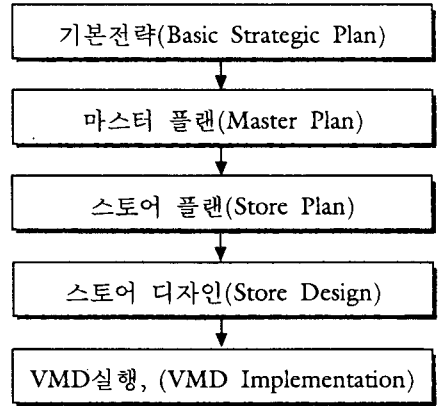 기본전략(Basic Strategic Plan)
마스터 플랜(Master Plan)
스토어 플랜(Store Plan)
스토어 디자인(Store Design)
VMD실행, (VMD Implementation)